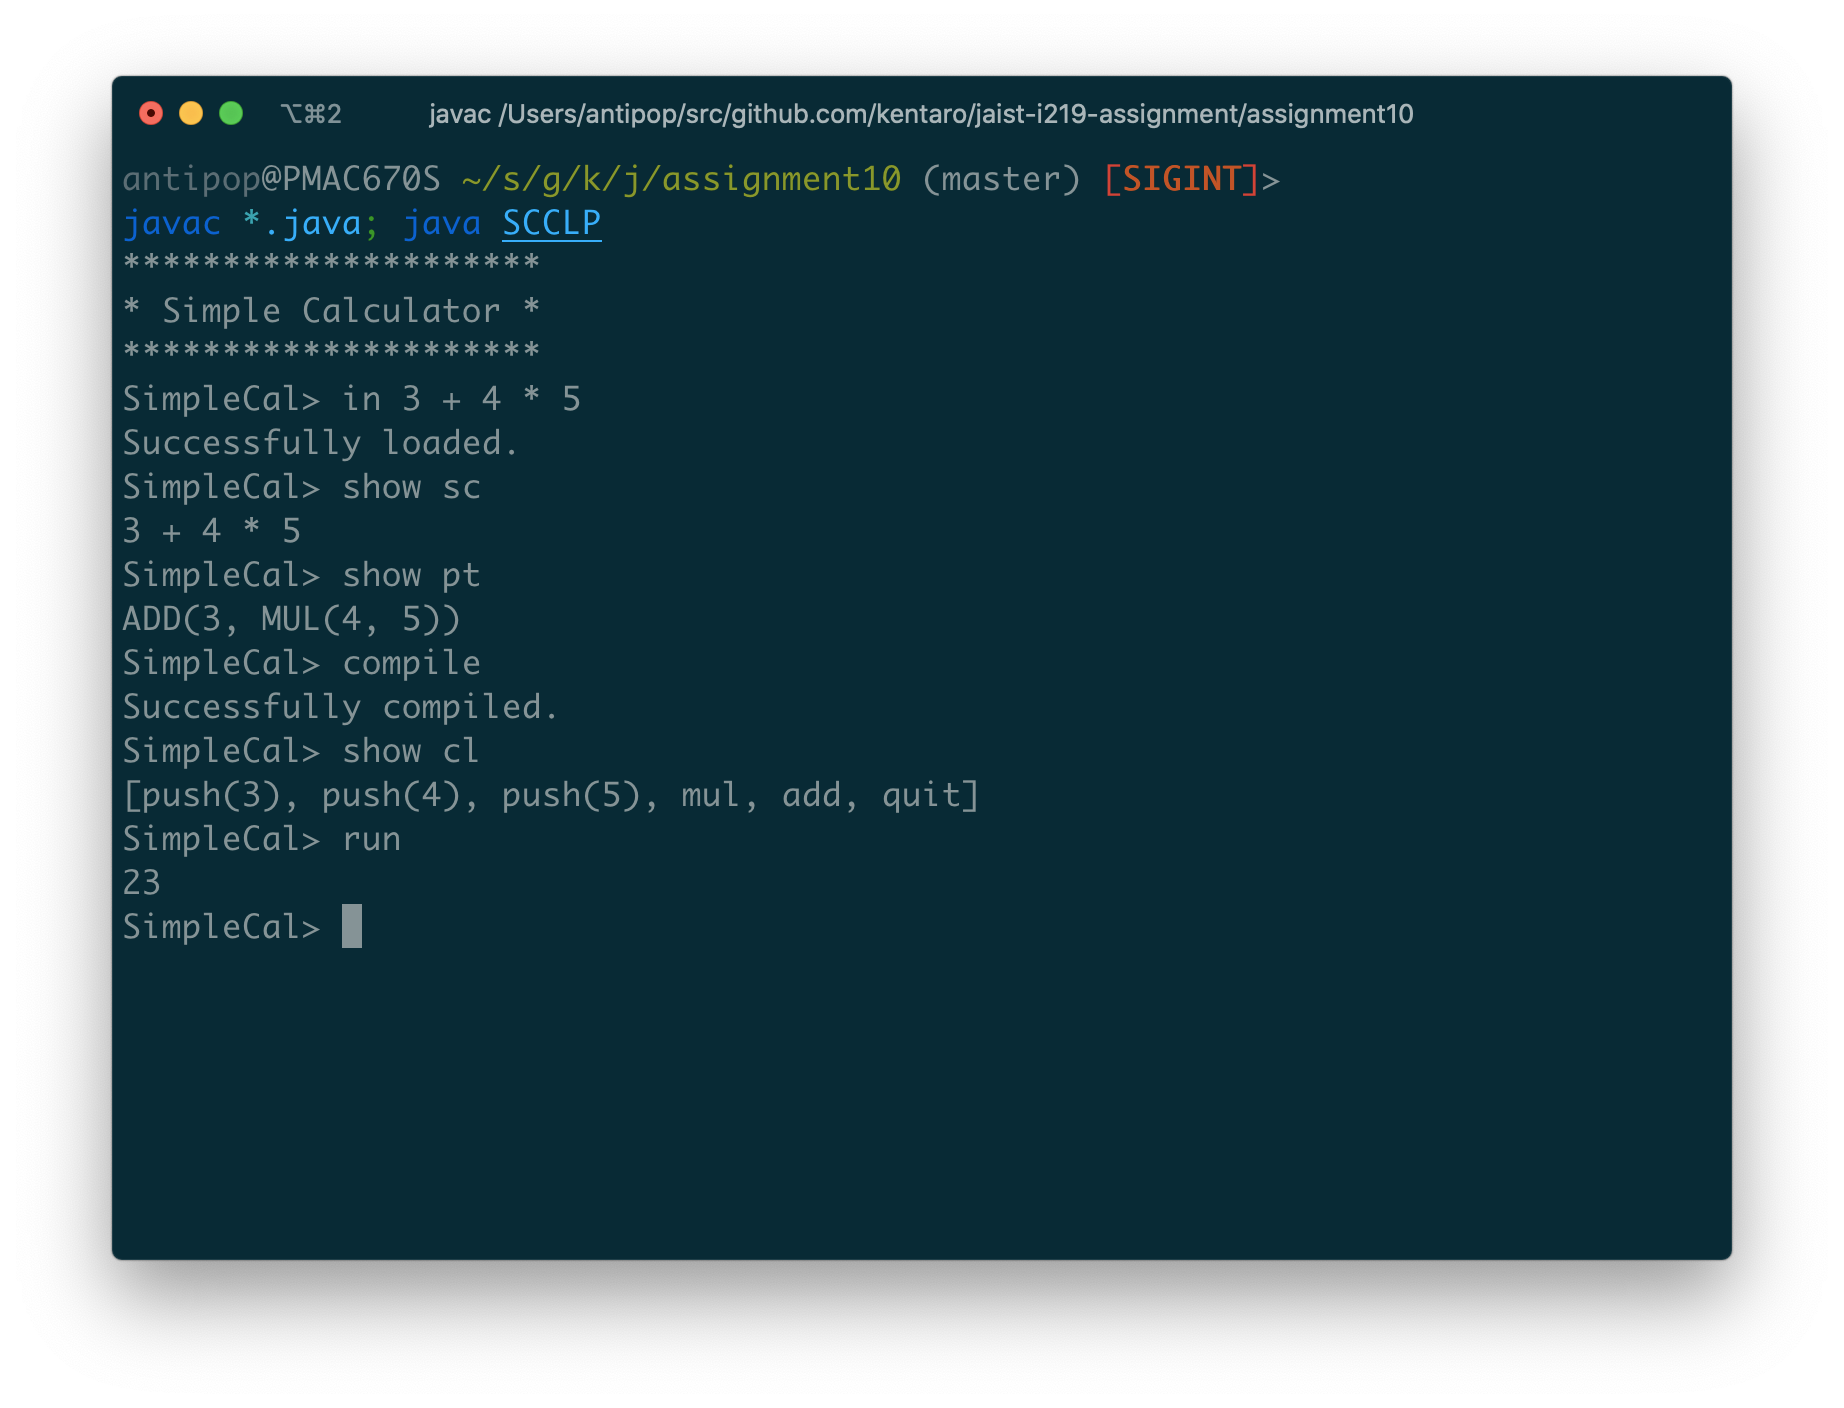 ⌥⌘2 javac /Users/antipop/src/github.com/kentaro/jaist-i219-assignment/assignment10
antipop@PMAC670S ~/s/g/k/j/assignment10 (master) [SIGINT]>
javac *.java; java SCCLP
*********************
* Simple Calculator *
*********************
SimpleCal> in 3 + 4 * 5
Successfully loaded.
SimpleCal> show sc
3 + 4 * 5
SimpleCal> show pt
ADD(3, MUL(4, 5))
SimpleCal> compile
Successfully compiled.
SimpleCal> show cl
[push(3), push(4), push(5), mul, add, quit]
SimpleCal> run
23
SimpleCal>